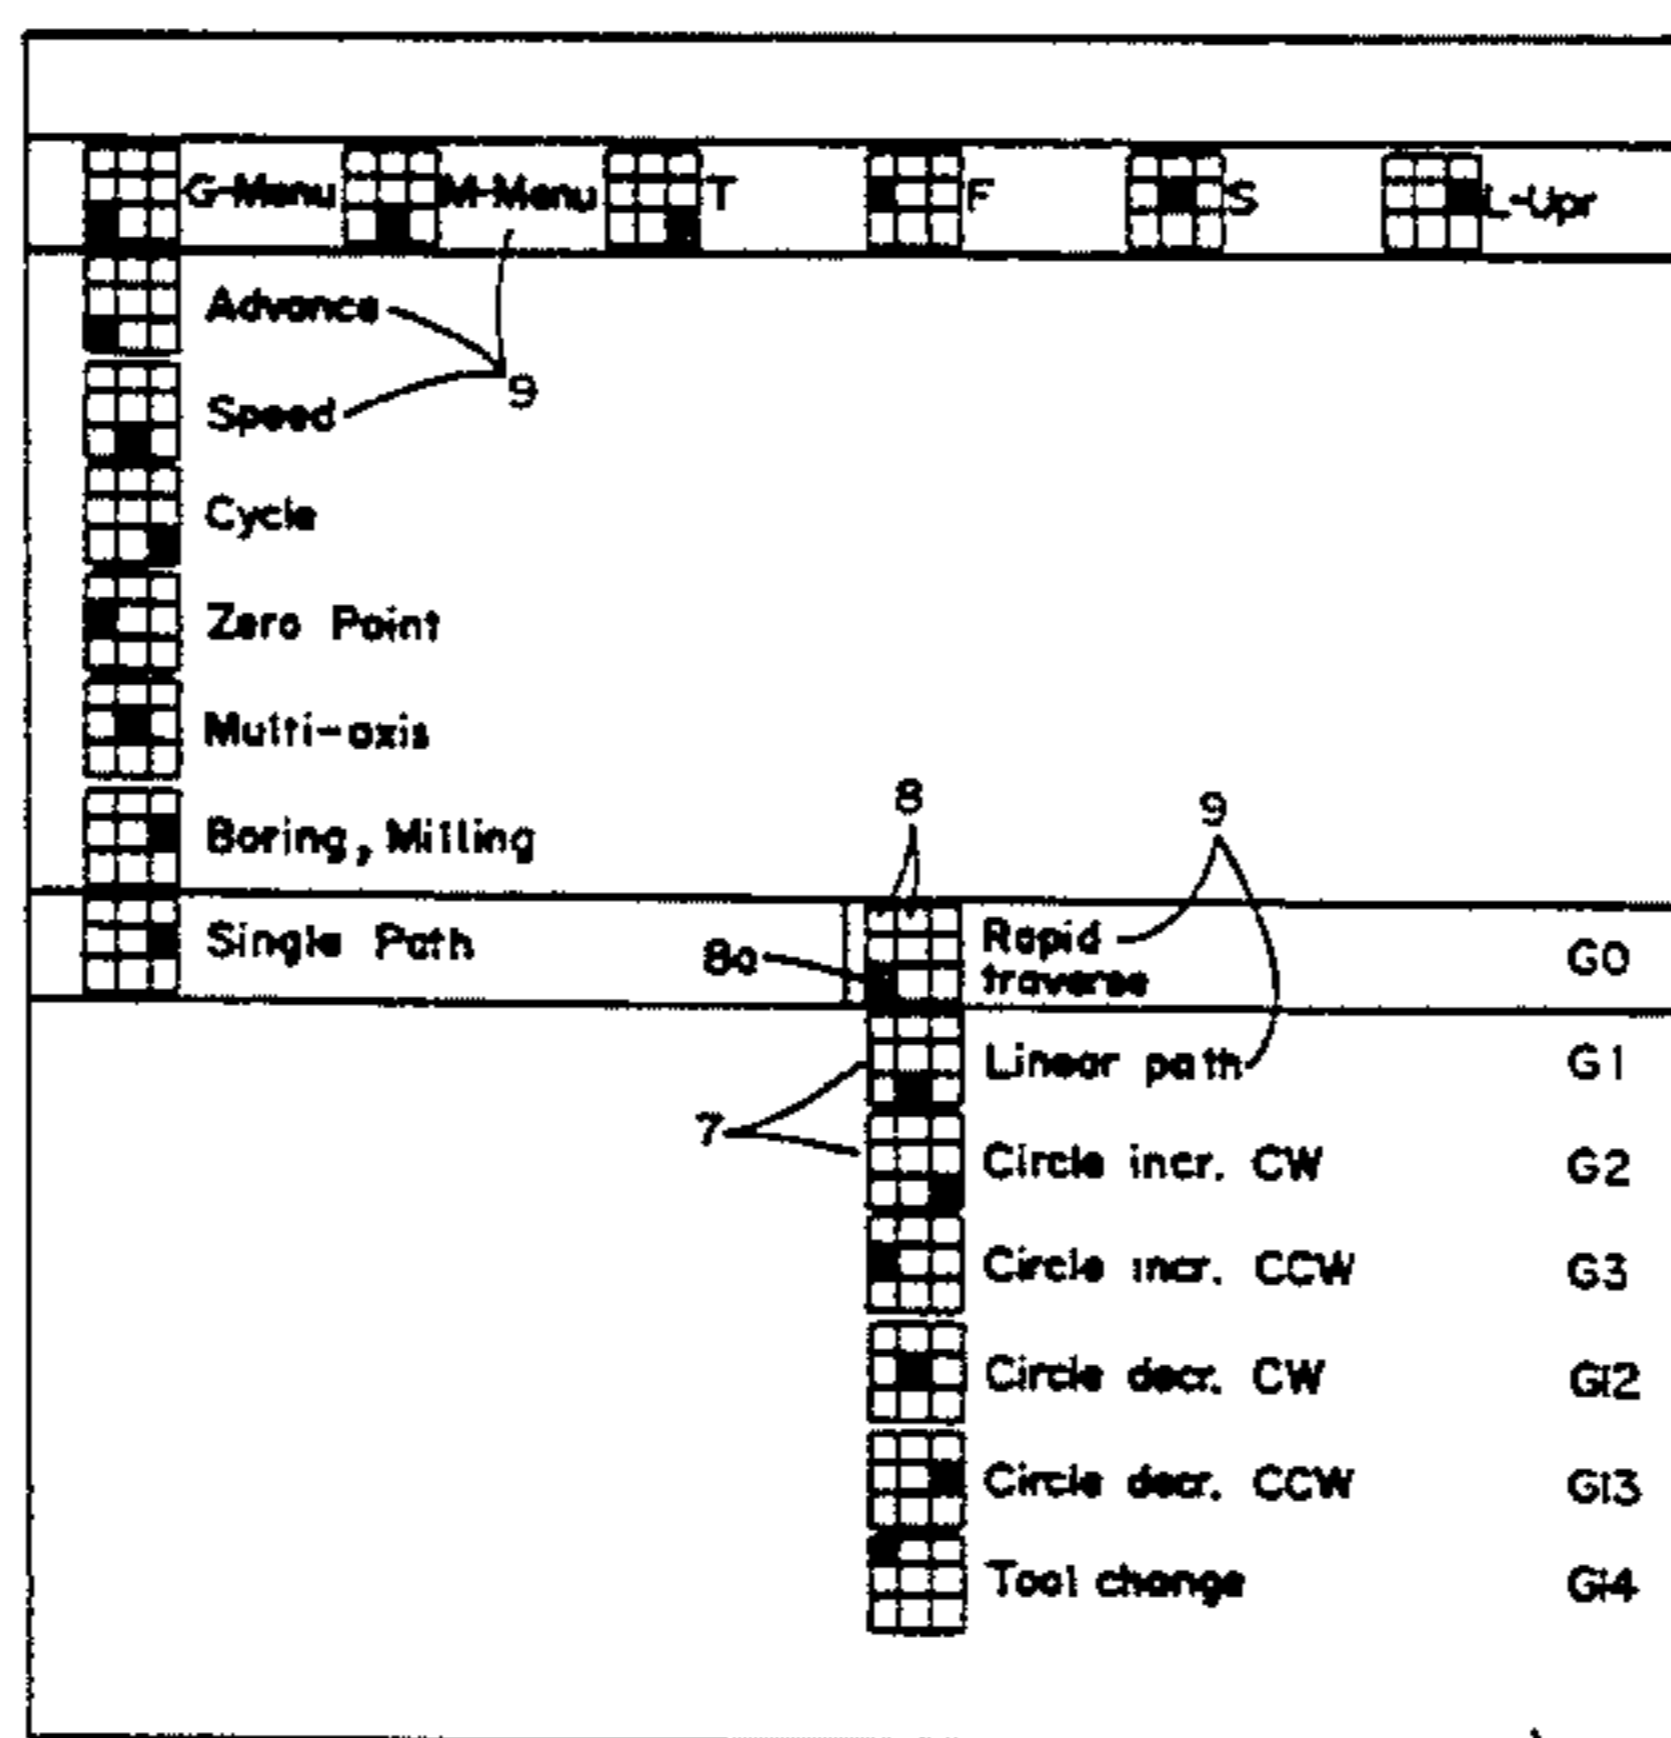 G-Menu M-Menu T F S L-Upr
Advance
9
Speed
Cycle
Zero Point
Multi-axis
8 9
Boring, Milling
Single Path 8a Rapid traverse G0
Linear path G1
7
Circle incr. CW G2
Circle incr. CCW G3
Circle decr. CW G12
Circle decr. CCW G13
Tool change G14